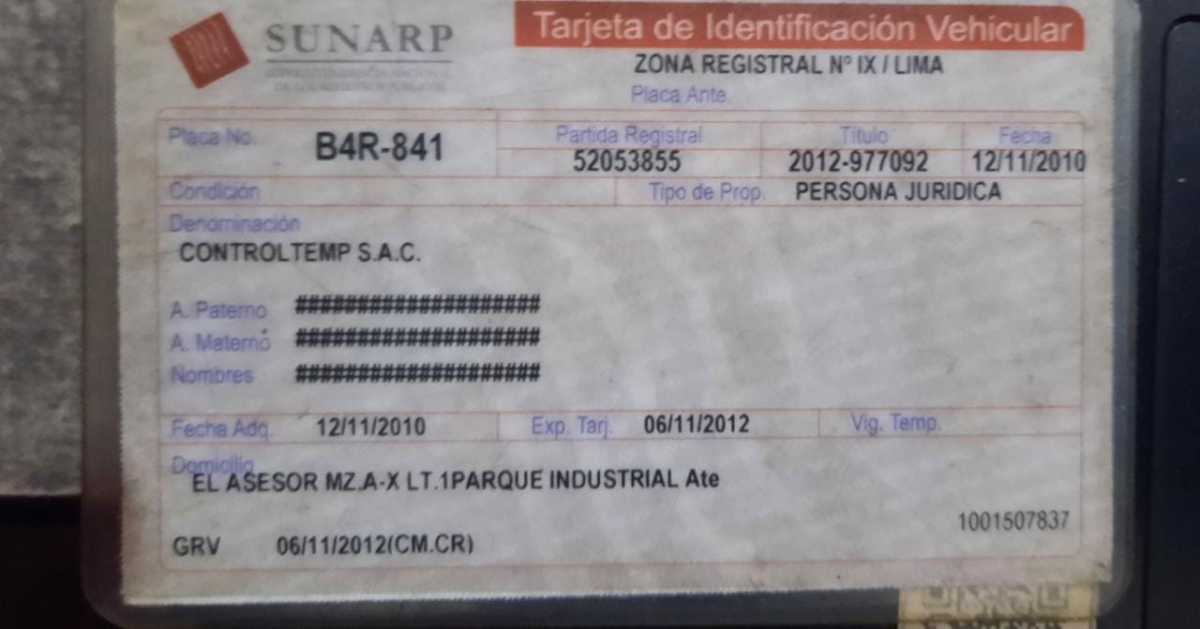 SUNARP
Tarjeta de Identificación Vehicular
ZONA REGISTRAL Nº IX / LIMA
Placa Ante.
Placa No. B4R-841
Partida Registral Título Fecha
52053855 2012-977092 12/11/2010
Condición Tipo de Prop. PERSONA JURIDICA
Denominación
CONTROLTEMP S.A.C.
A. Paterno ####################
A. Materno ####################
Nombres ####################
Fecha Adq. 12/11/2010 Exp. Tarj. 06/11/2012 Vig. Temp.
Domicilio
EL ASESOR MZ.A-X LT.1PARQUE INDUSTRIAL Ate
1001507837
GRV 06/11/2012(CM.CR)